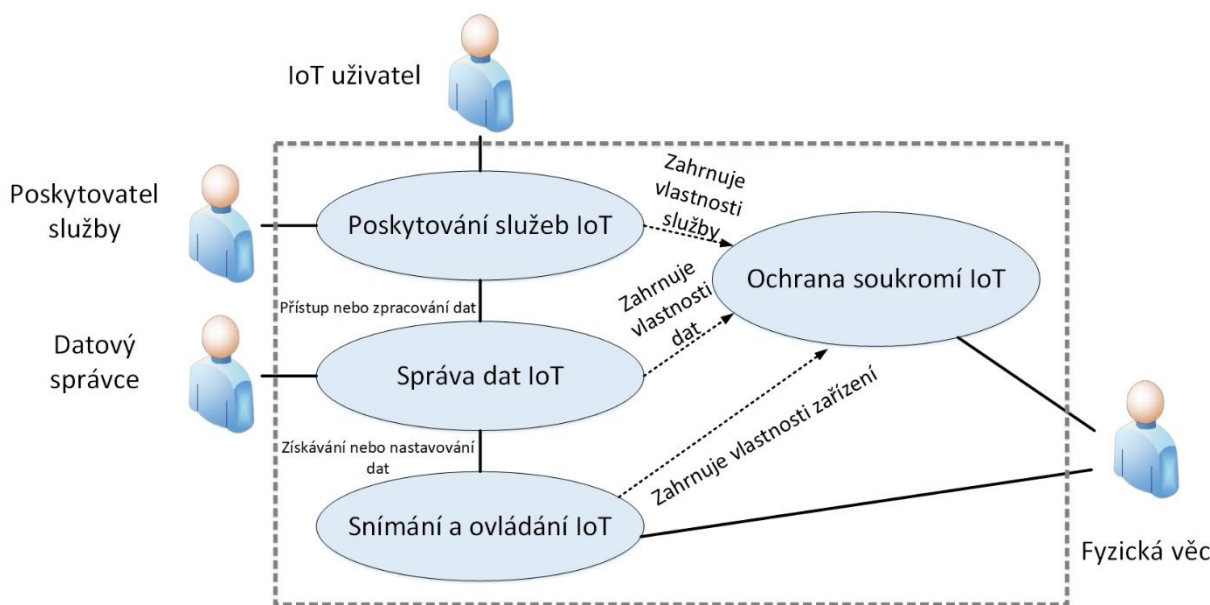 IoT uživatel
Poskytovatel
služby
Poskytování služeb IoT
Zahrnuje
vlastnosti
služby
Ochrana soukromí IoT
Přístup nebo zpracování dat
Zahrnuje
vlastnosti
dat
Datový
správce
Správa dat IoT
Zahrnuje vlastnosti zařízení
Získávání nebo nastavování
dat
Snímání a ovládání IoT
Fyzická věc